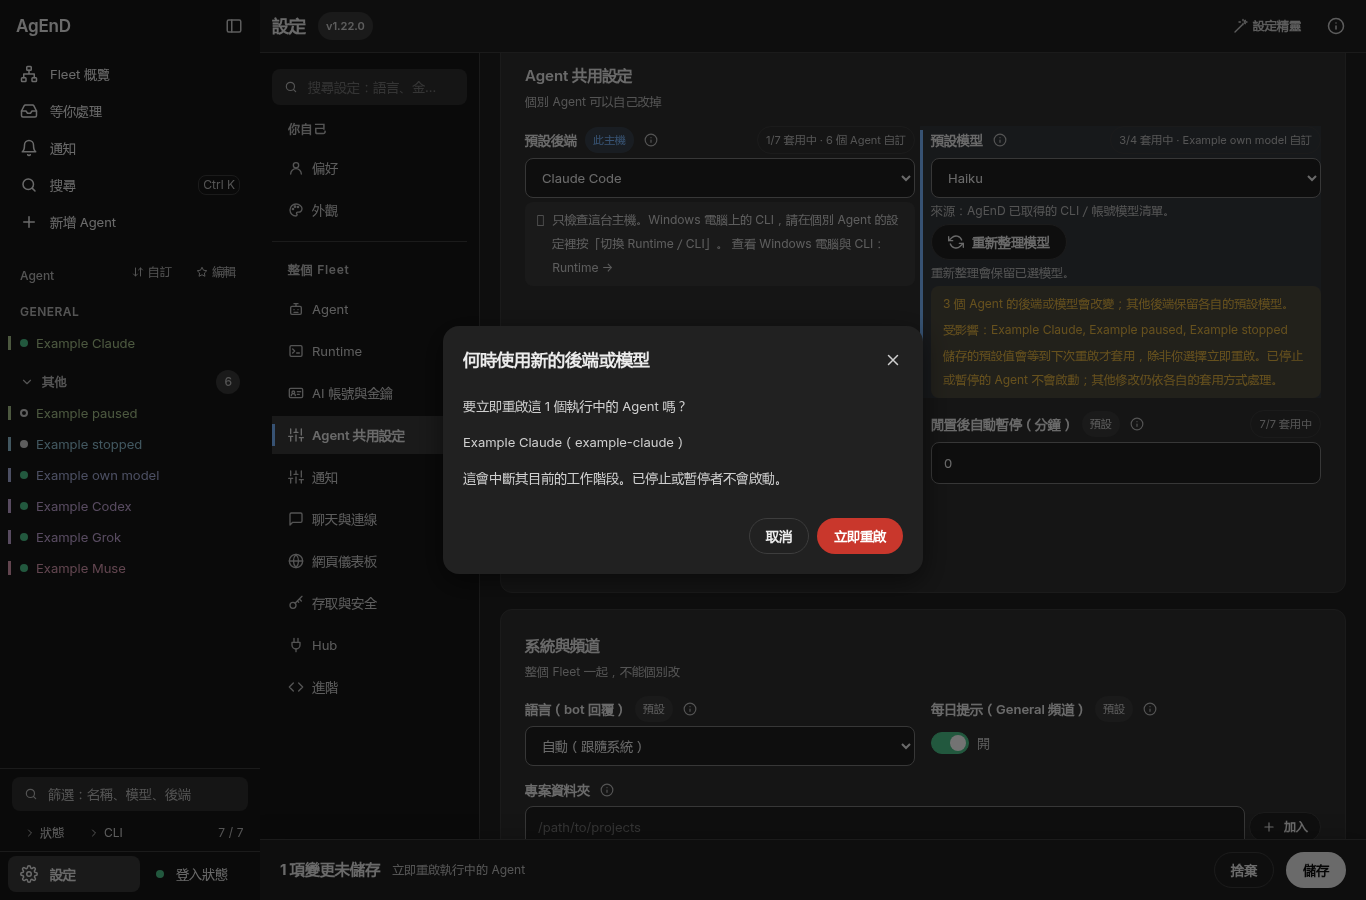 AgEnD
Fleet 概覽
等你處理
通知
搜尋
Ctrl K
新增 Agent
Agent
自訂
編輯
GENERAL
Example Claude
其他
6
Example paused
Example stopped
Example own model
Example Codex
Example Grok
Example Muse
篩選：名稱、模型、後端
狀態
CLI
7 / 7
設定
登入狀態
設定
v1.22.0
設定精靈
搜尋設定：語言、金...
你自己
偏好
外觀
整個 Fleet
Agent
Runtime
AI 帳號與金鑰
Agent 共用設定
通知
聊天與連線
網頁儀表板
存取與安全
Hub
進階
Agent 共用設定
個別 Agent 可以自己改掉
預設後端
此主機
1/7 套用中 · 6 個 Agent 自訂
Claude Code
只檢查這台主機。Windows 電腦上的 CLI，請在個別 Agent 的設
定裡按「切換 Runtime / CLI」。 查看 Windows 電腦與 CLI：
Runtime →
預設模型
3/4 套用中 · Example own model 自訂
Haiku
來源：AgEnD 已取得的 CLI / 帳號模型清單。
重新整理模型
重新整理會保留已選模型。
3 個 Agent 的後端或模型會改變；其他後端保留各自的預設模型。
受影響：Example Claude, Example paused, Example stopped
儲存的預設值會等到下次重啟才套用，除非你選擇立即重啟。已停止
或暫停的 Agent 不會啟動；其他修改仍依各自的套用方式處理。
閒置後自動暫停（分鐘）
預設
7/7 套用中
0
何時使用新的後端或模型
要立即重啟這 1 個執行中的 Agent 嗎？
Example Claude（example-claude）
這會中斷其目前的工作階段。已停止或暫停者不會啟動。
取消
立即重啟
系統與頻道
整個 Fleet 一起，不能個別改
語言（bot 回覆）
預設
自動（跟隨系統）
每日提示（General 頻道）
預設
開
專案資料夾
/path/to/projects
加入
1 項變更未儲存
立即重啟執行中的 Agent
捨棄
儲存